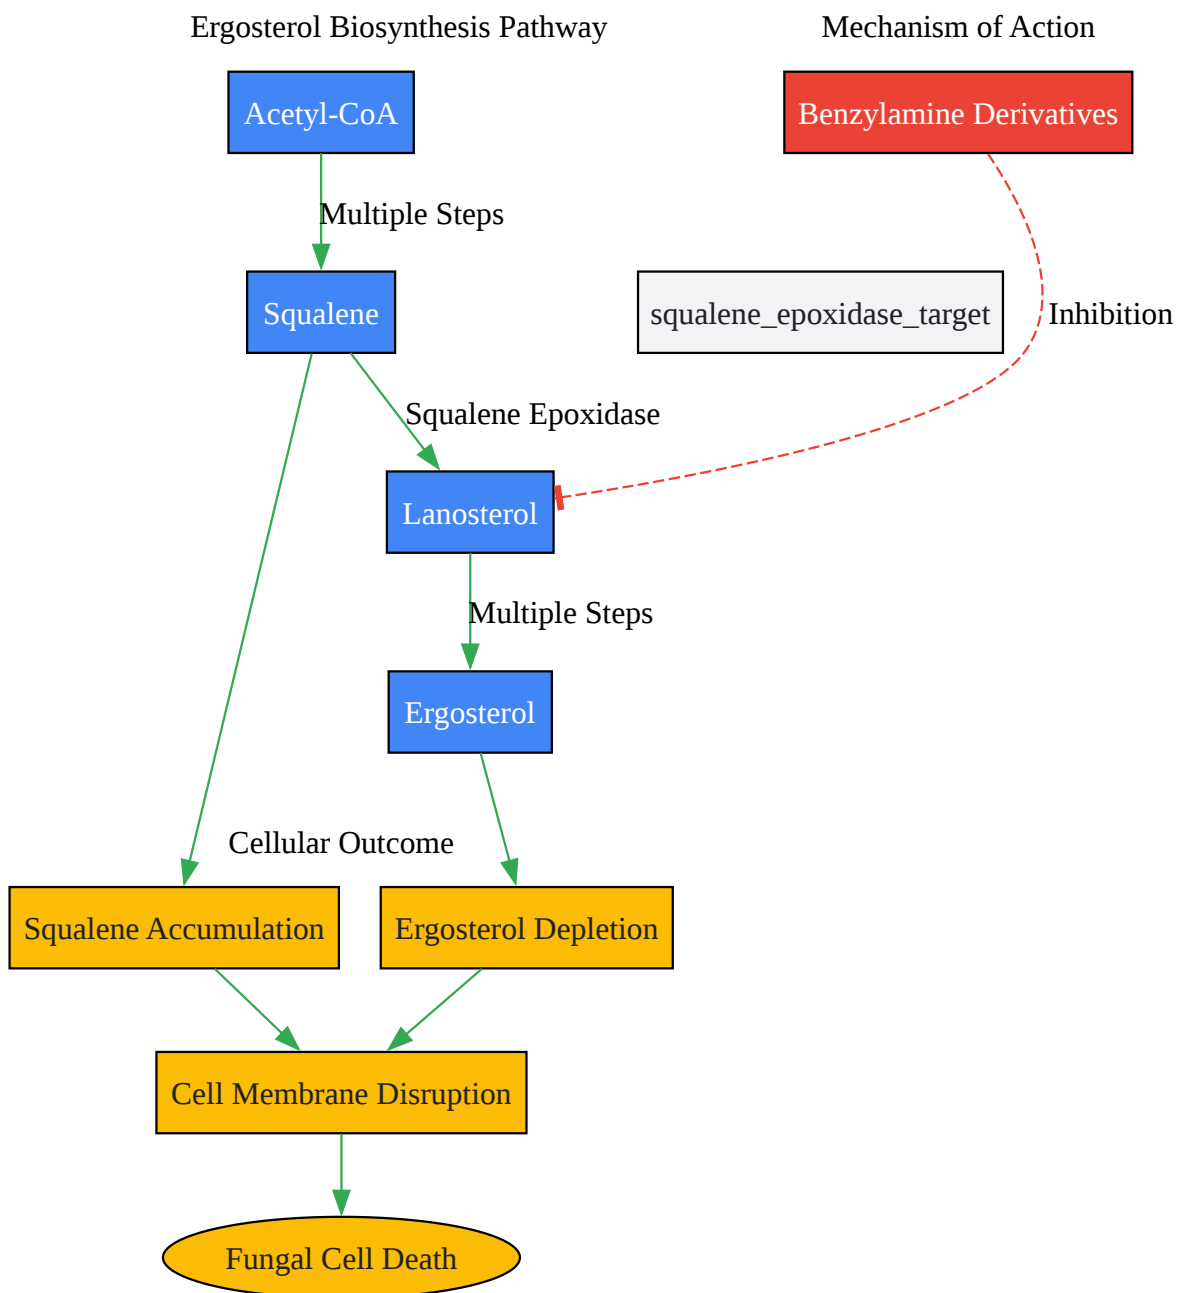 Ergosterol Biosynthesis Pathway
Mechanism of Action
Acetyl-CoA
Benzylamine Derivatives
Multiple Steps
Squalene
squalene_epoxidase_target
Inhibition
Squalene Epoxidase
Lanosterol
Multiple Steps
Ergosterol
Cellular Outcome
Squalene Accumulation
Ergosterol Depletion
Cell Membrane Disruption
Fungal Cell Death